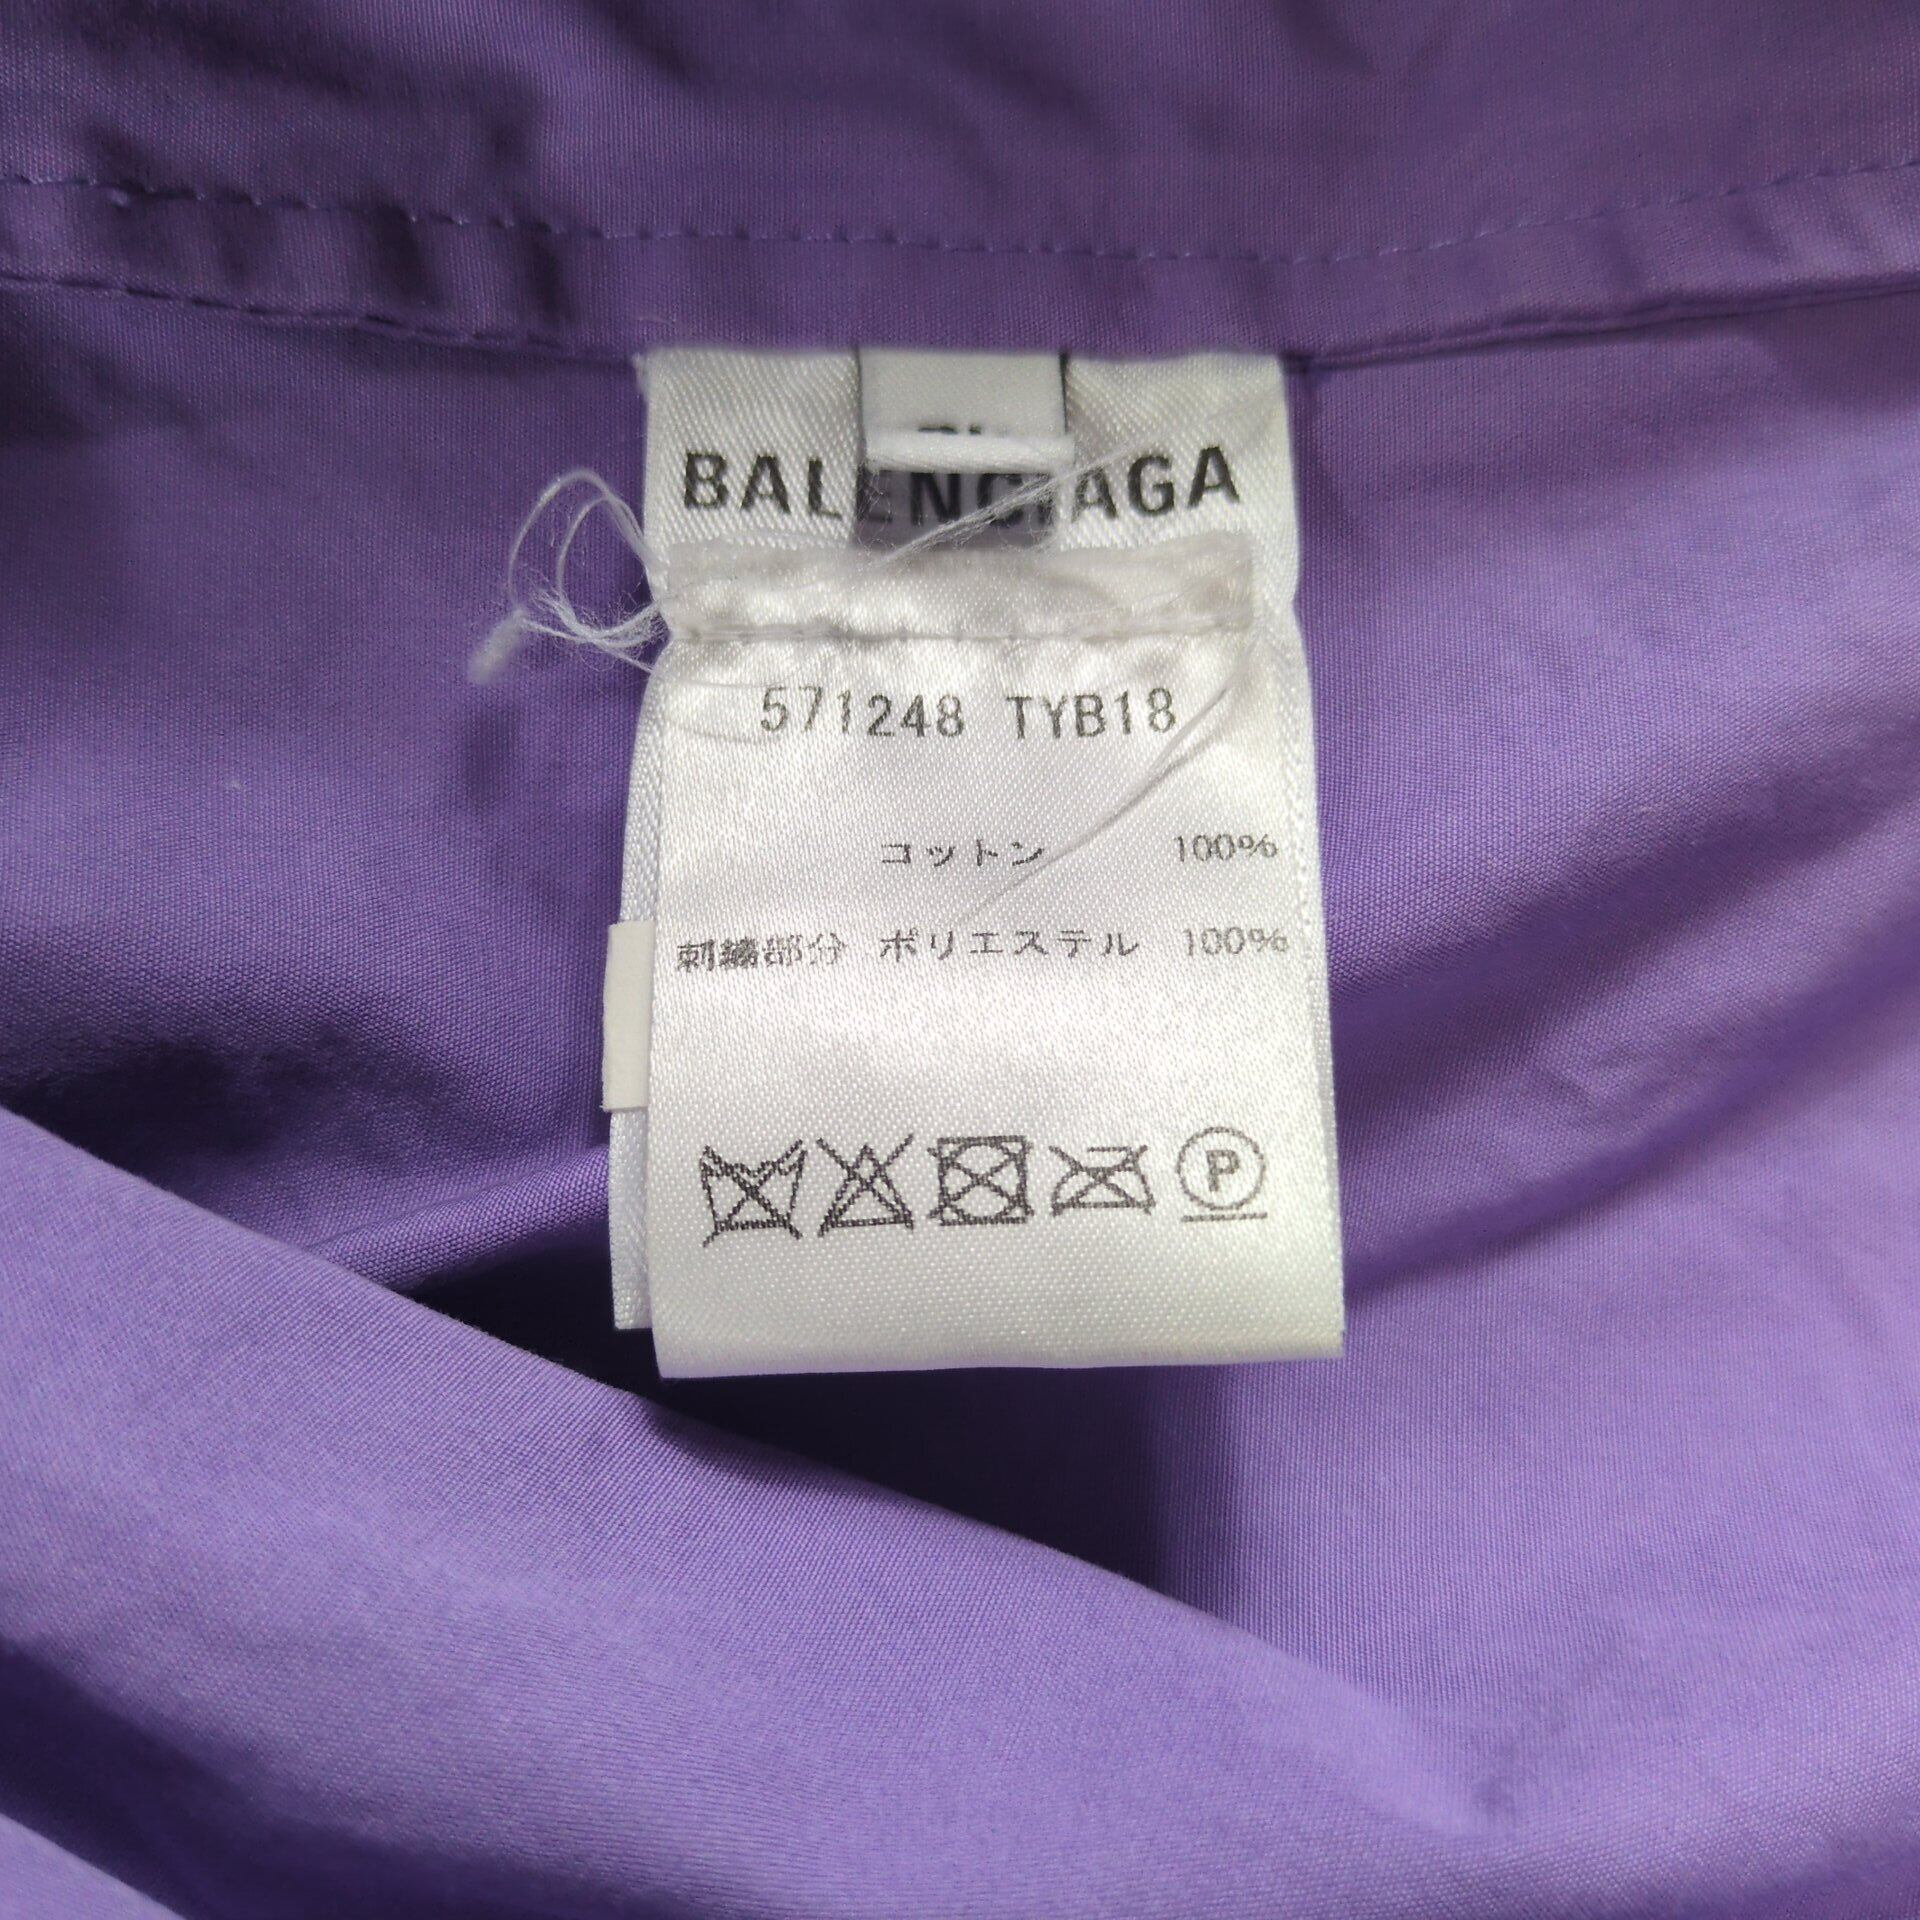 BALENCIAGA
571248 TYB18
コットン 100%
刺繍部分 ポリエステル 100%
P